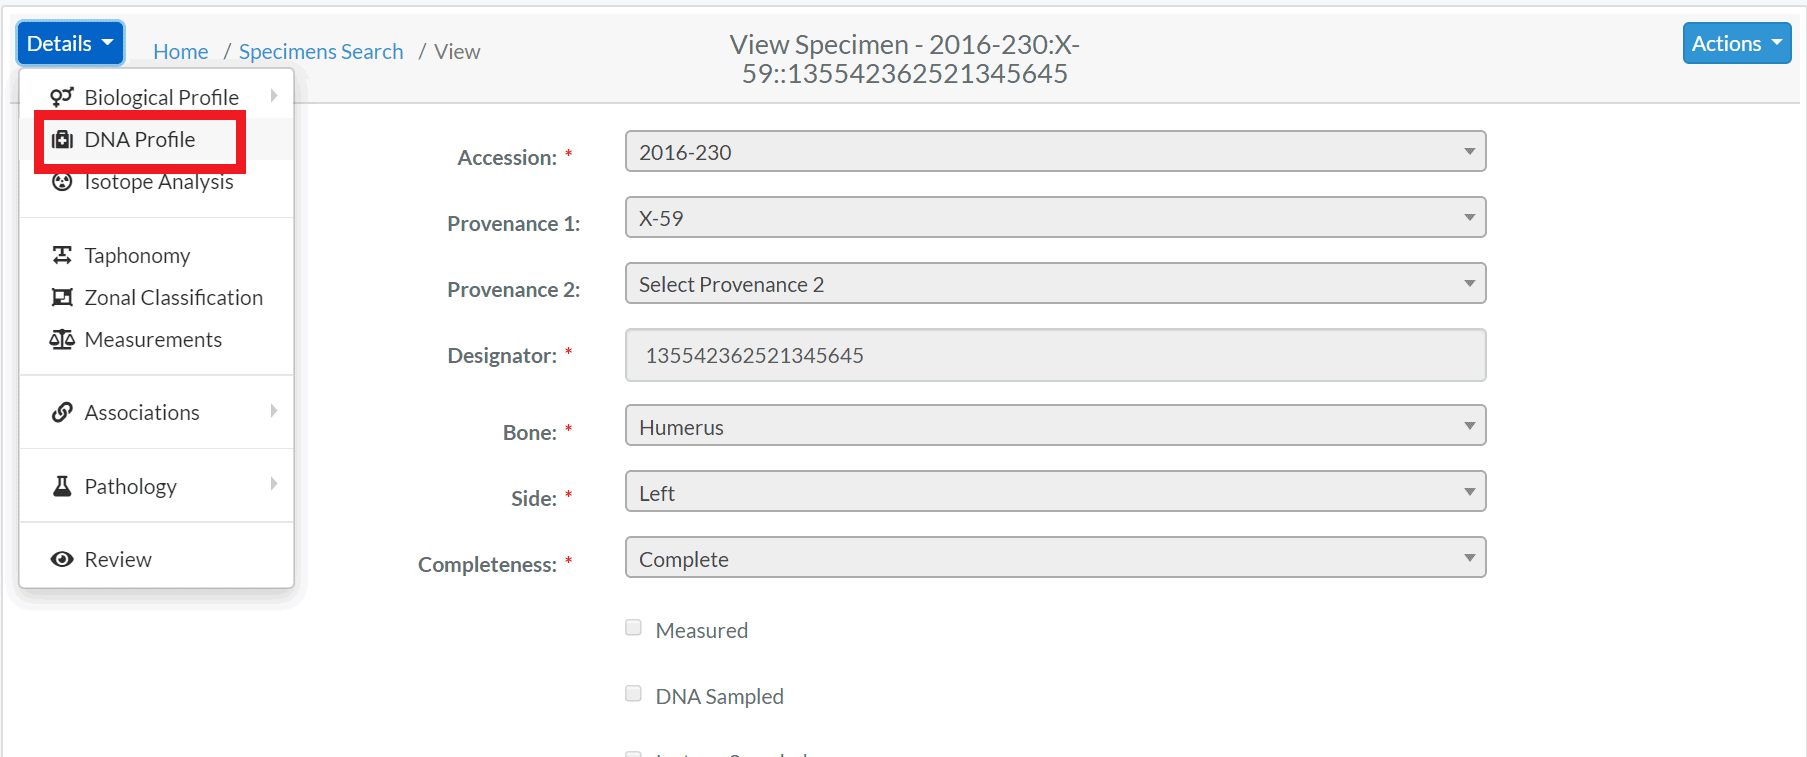 Details
Home / Specimens Search / View
View Specimen - 2016-230:X-
59::135542362521345645
Actions
Biological Profile
DNA Profile
Isotope Analysis
Taphonomy
Zonal Classification
Measurements
Associations
Pathology
Review
Accession: * 2016-230
Provenance 1: X-59
Provenance 2: Select Provenance 2
Designator: * 135542362521345645
Bone: * Humerus
Side: * Left
Completeness: * Complete
Measured
DNA Sampled